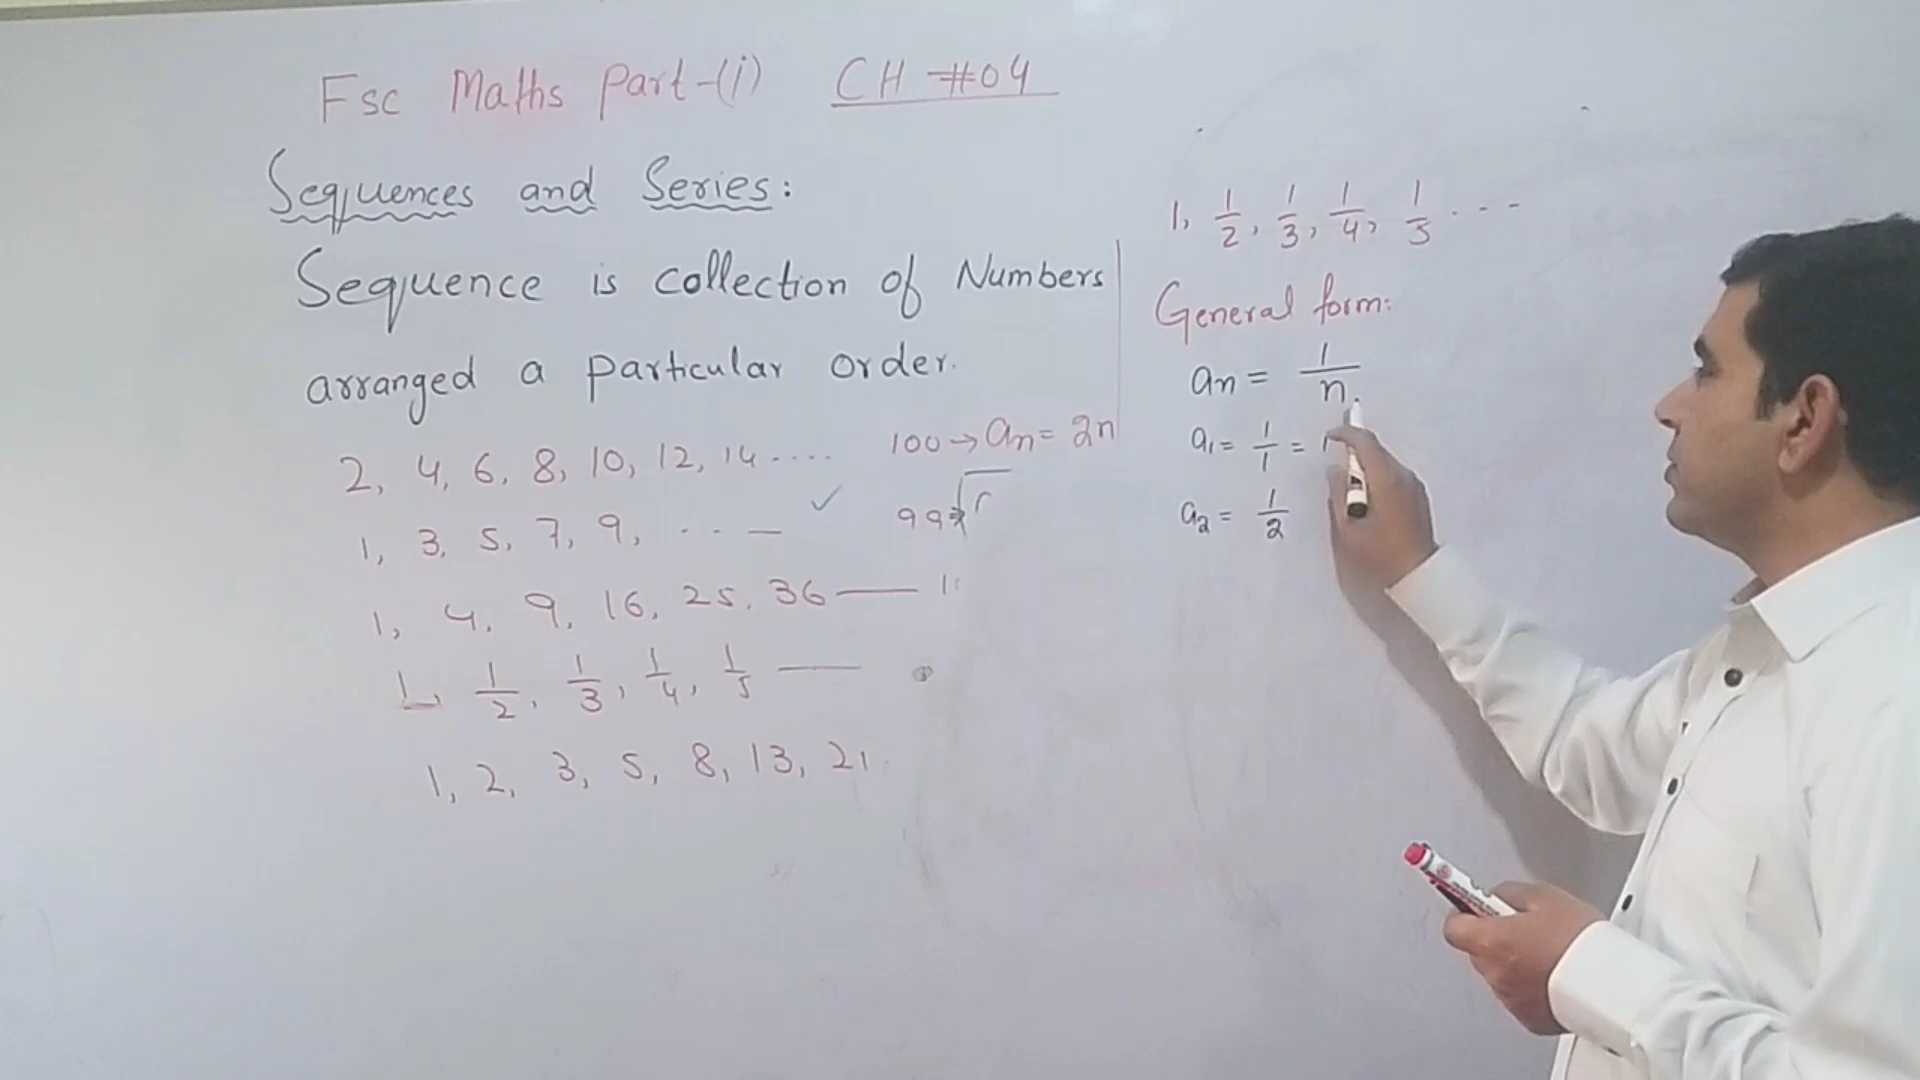 Fsc Maths Part-(i) CH #04
Sequences and Series:
Sequence is collection of Numbers
arranged a particular order.
2, 4, 6, 8, 10, 12, 14 ....
100 → an = 2n
1, 3, 5, 7, 9, . . —
✓
99
1, 4, 9, 16, 25, 36 —
1, 1/2, 1/3, 1/4, 1/5 —
1, 2, 3, 5, 8, 13, 21
1, 1/2, 1/3, 1/4, 1/5 ...
General form:
an = 1/n
a1 = 1/1 = 1
a2 = 1/2